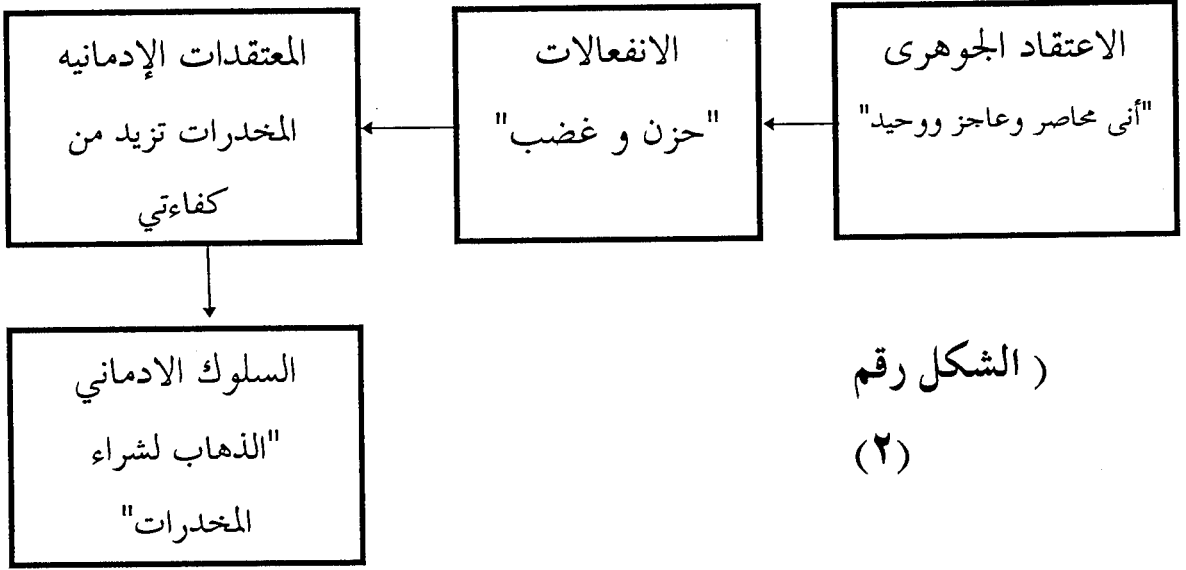 الاعتقاد الجوهرى
"أنى محاصر وعاجز ووحيد"
الانفعالات
"حزن و غضب"
المعتقدات الإدمانيه
المخدرات تزيد من
كفاءتي
السلوك الادماني
"الذهاب لشراء
المخدرات"
( الشكل رقم
(٢)